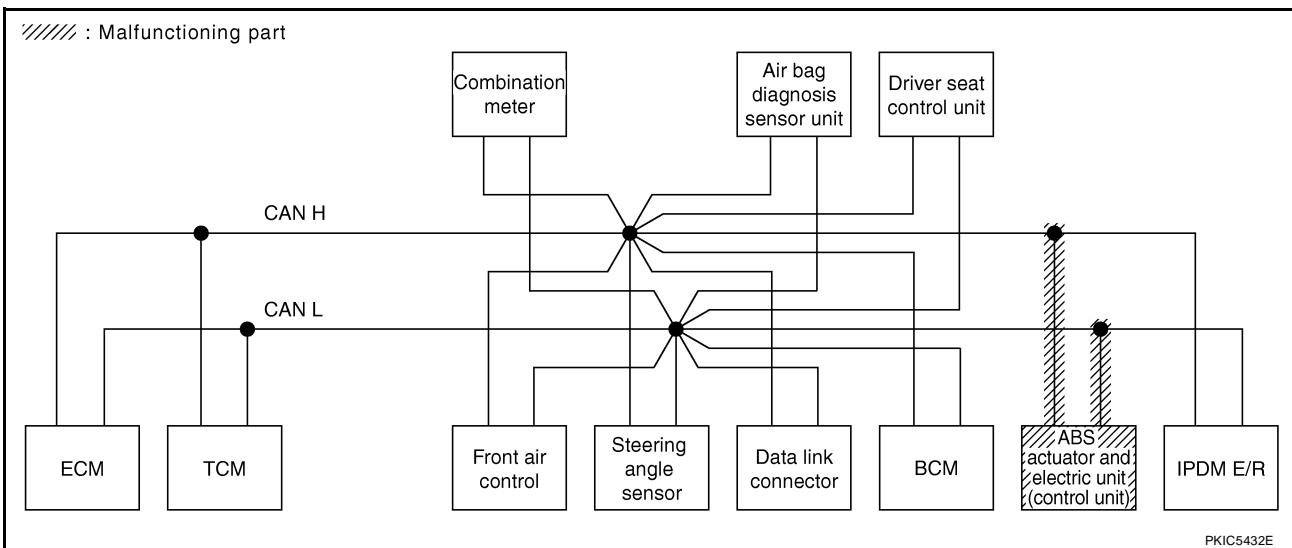 : Malfunctioning part
Combination
meter
Air bag
diagnosis
sensor unit
Driver seat
control unit
CAN H
CAN L
ECM
TCM
Front air
control
Steering
angle
sensor
Data link
connector
BCM
ABS
actuator and
electric unit
(control unit)
IPDM E/R
PKIC5432E